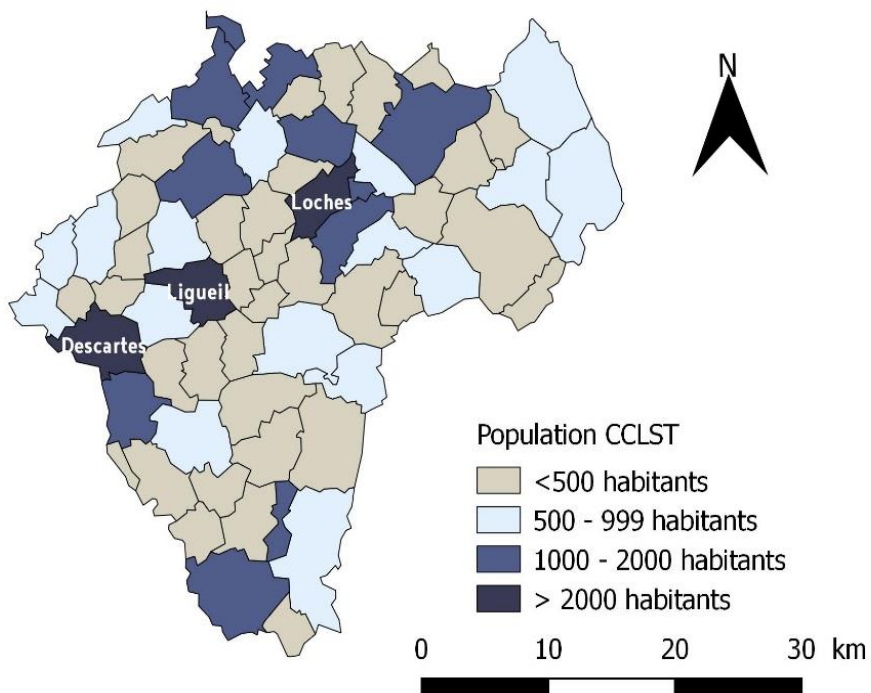 N
Loches
Ligueil
Descartes
Population CCLST
<500 habitants
500 - 999 habitants
1000 - 2000 habitants
> 2000 habitants
0 10 20 30 km